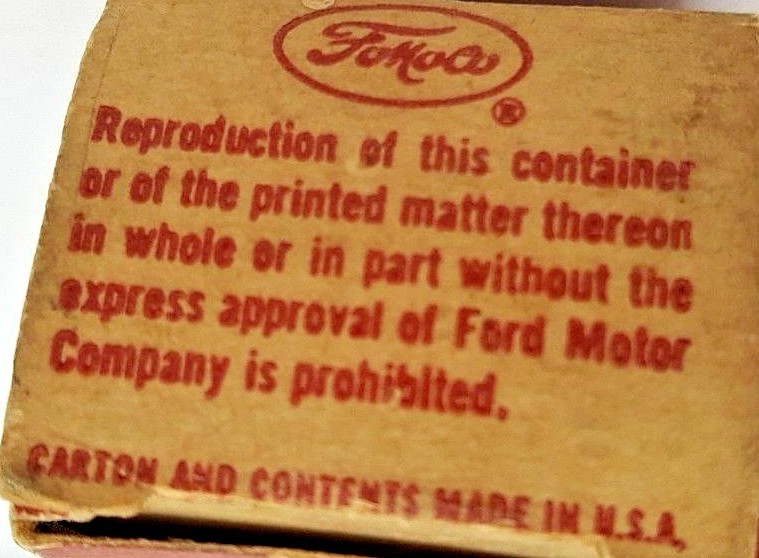 FoMoCo
®
Reproduction of this container
or of the printed matter thereon
in whole or in part without the
express approval of Ford Motor
Company is prohibited.
CARTON AND CONTENTS MADE IN U.S.A.